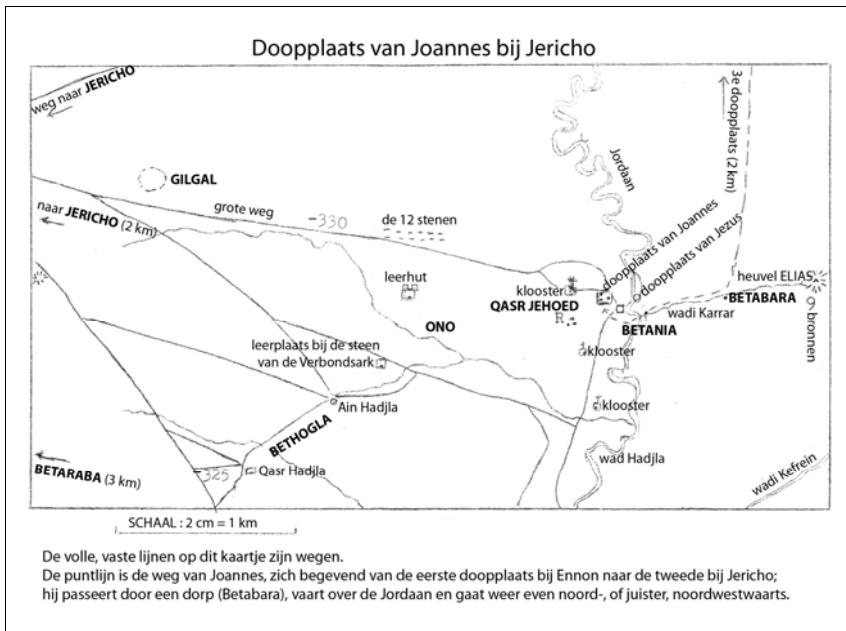 Doopplaats van Joannes bij Jericho
weg naar JERICHO
3e doopplaats (2 km)
Jordaan
GILGAL
naar JERICHO (2 km)
grote weg
-330
de 12 stenen
doopplaats van Joannes
doopplaats van Jezus
leerhut
klooster
heuvel ELIAS
QASR JEHOED
BETABARA
wadi Karrar
bronnen
R
ONO
BETANIA
leerplaats bij de steen
van de Verbondsark
klooster
Ain Hadjla
klooster
BETHOGLA
wad Hadjla
BETARABA (3 km)
-325
Qasr Hadjla
wadi Kefrein
SCHAAL : 2 cm = 1 km
De volle, vaste lijnen op dit kaartje zijn wegen.
De puntlijn is de weg van Joannes, zich begevend van de eerste doopplaats bij Ennon naar de tweede bij Jericho;
hij passeert door een dorp (Betabara), vaart over de Jordaan en gaat weer even noord-, of juister, noordwestwaarts.